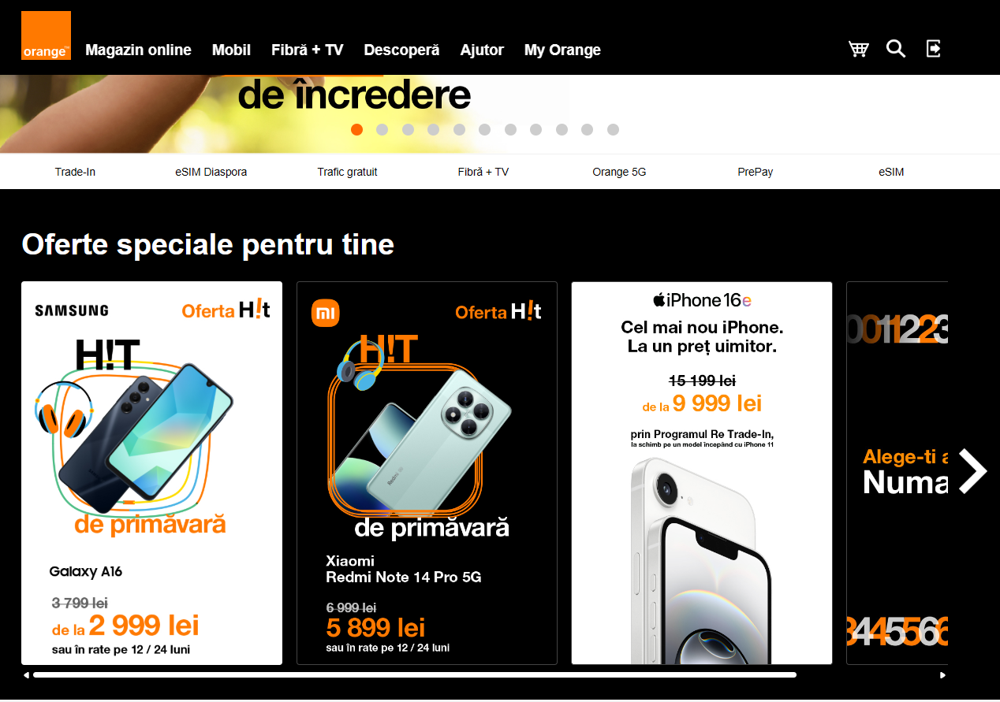 orange™
Magazin online
Mobil
Fibră + TV
Descoperă
Ajutor
My Orange
de încredere
Trade-In
eSIM Diaspora
Trafic gratuit
Fibră + TV
Orange 5G
PrePay
eSIM
Oferte speciale pentru tine
SAMSUNG
Oferta H!t
H!T
de primăvară
Galaxy A16
3 799 lei
de la 2 999 lei
sau în rate pe 12 / 24 luni
mi
Oferta H!t
H!T
Redmi
de primăvară
Xiaomi
Redmi Note 14 Pro 5G
6 999 lei
5 899 lei
sau în rate pe 12 / 24 luni
iPhone 16e
Cel mai nou iPhone.
La un preț uimitor.
15 199 lei
de la 9 999 lei
prin Programul Re Trade-In,
la schimb pe un model începând cu iPhone 11
0011223
Alege-ti a
Numa
3445566